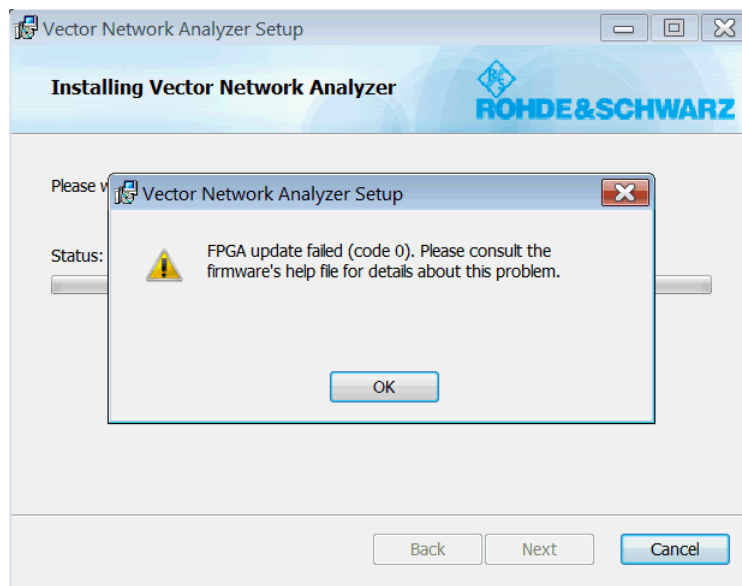 Vector Network Analyzer Setup
Installing Vector Network Analyzer
ROHDE&SCHWARZ
Please
Vector Network Analyzer Setup
Status:
FPGA update failed (code 0). Please consult the
firmware's help file for details about this problem.
OK
Back
Next
Cancel